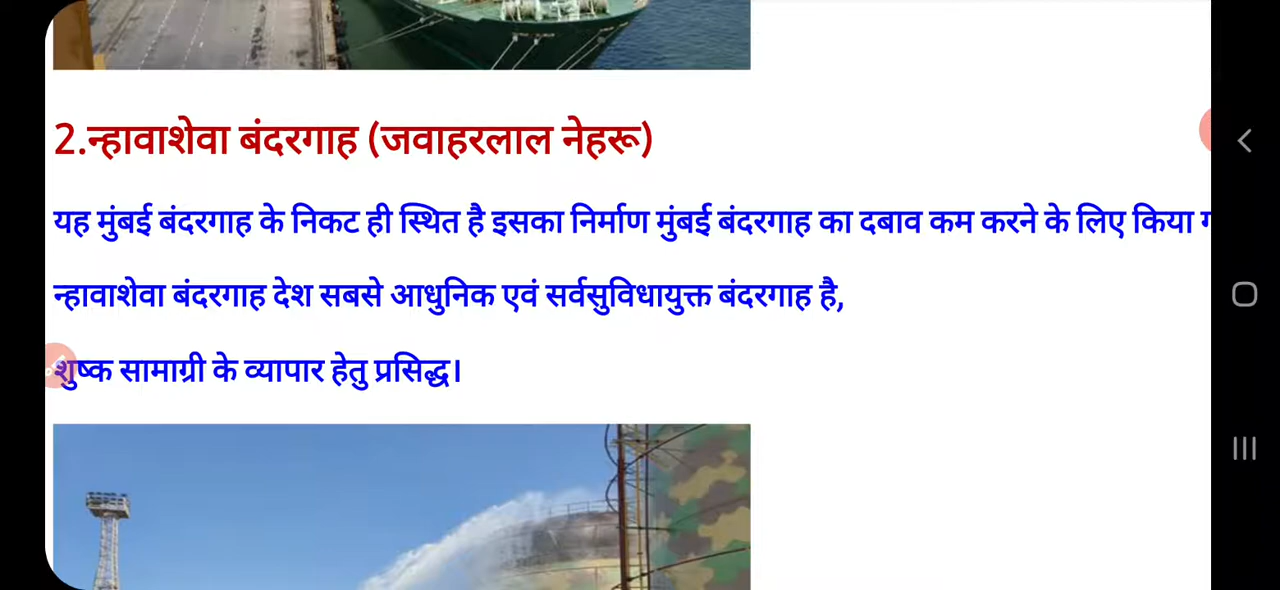 2.न्हावाशेवा बंदरगाह (जवाहरलाल नेहरू)
यह मुंबई बंदरगाह के निकट ही स्थित है इसका निर्माण मुंबई बंदरगाह का दबाव कम करने के लिए किया
न्हावाशेवा बंदरगाह देश सबसे आधुनिक एवं सर्वसुविधायुक्त बंदरगाह है,
शुष्क सामाग्री के व्यापार हेतु प्रसिद्ध।